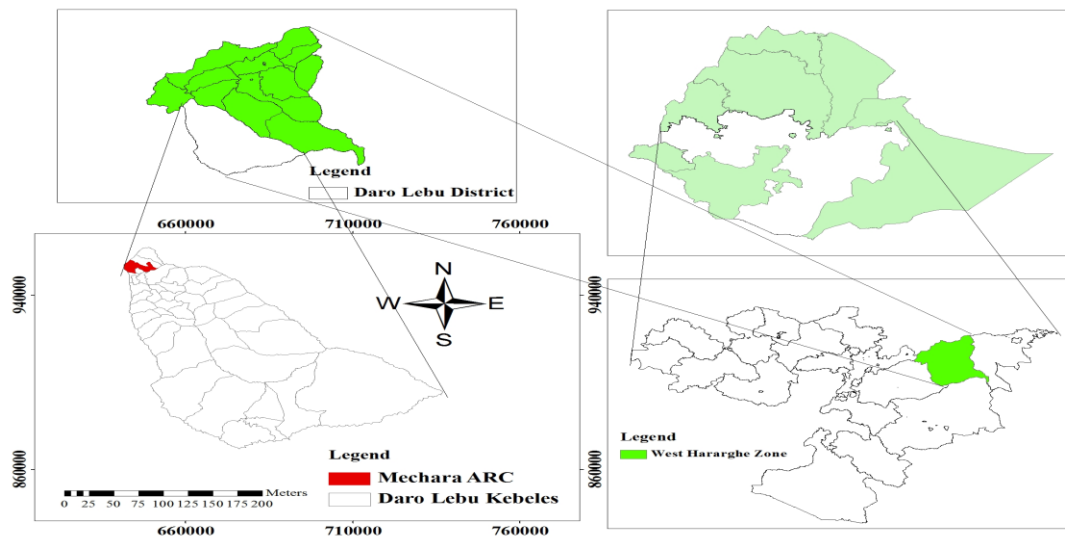 Legend
Daro Lebu District
660000
710000
760000
940000
860000
N
W
E
S
Legend
Mechara ARC
Daro Lebu Kebeles
Meters
0 25 50 75 100 125 150 175 200
660000
710000
760000
940000
860000
Legend
West Hararghe Zone